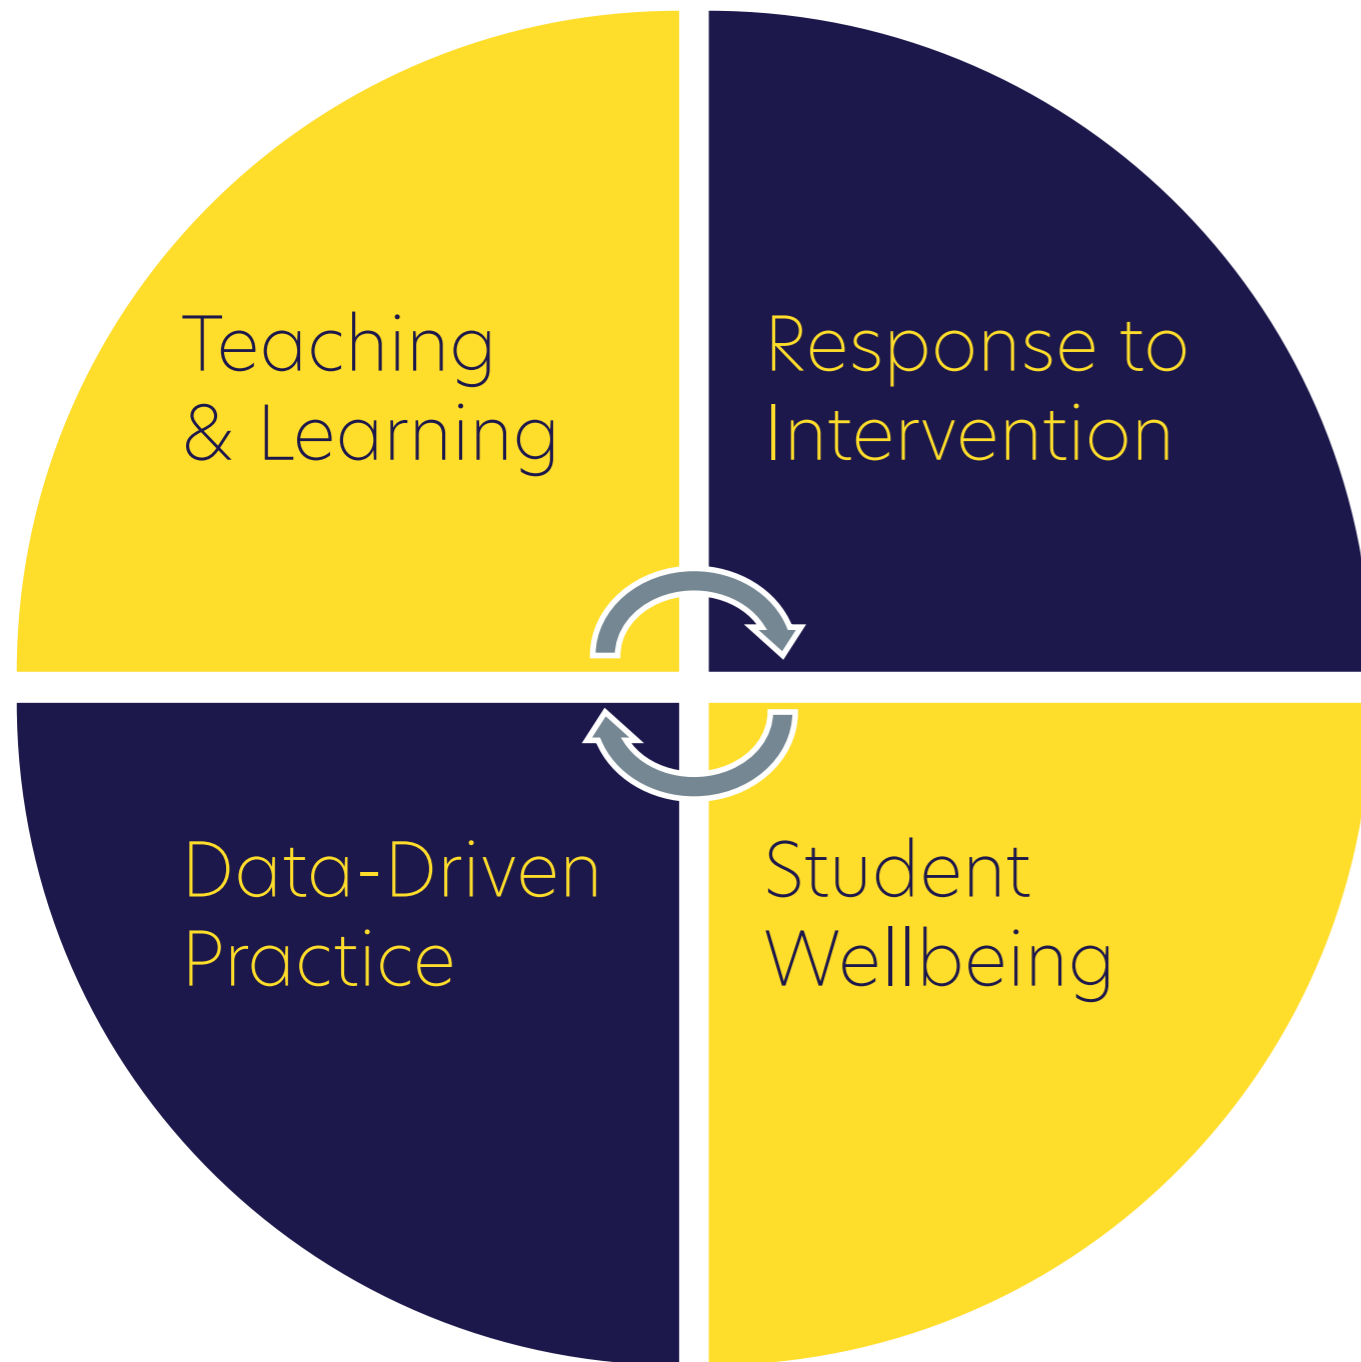 Teaching
& Learning
Response to
Intervention
Data-Driven
Practice
Student
Wellbeing